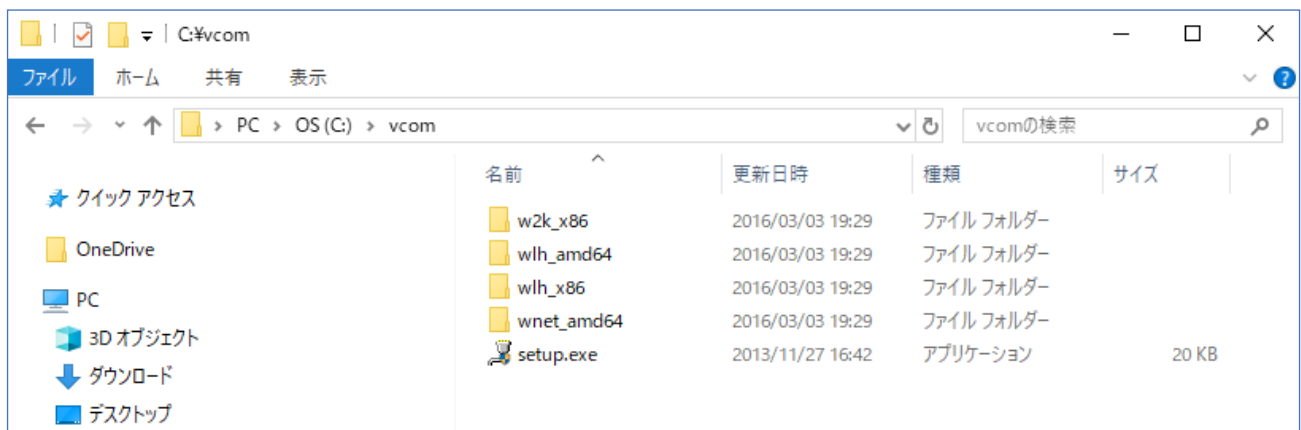 C:¥vcom
ファイル ホーム 共有 表示
PC > OS (C:) > vcom vcomの検索
名前 更新日時 種類 サイズ
クイック アクセス
OneDrive
PC
3D オブジェクト
ダウンロード
デスクトップ
w2k_x86 2016/03/03 19:29 ファイル フォルダー
wlh_amd64 2016/03/03 19:29 ファイル フォルダー
wlh_x86 2016/03/03 19:29 ファイル フォルダー
wnet_amd64 2016/03/03 19:29 ファイル フォルダー
setup.exe 2013/11/27 16:42 アプリケーション 20 KB